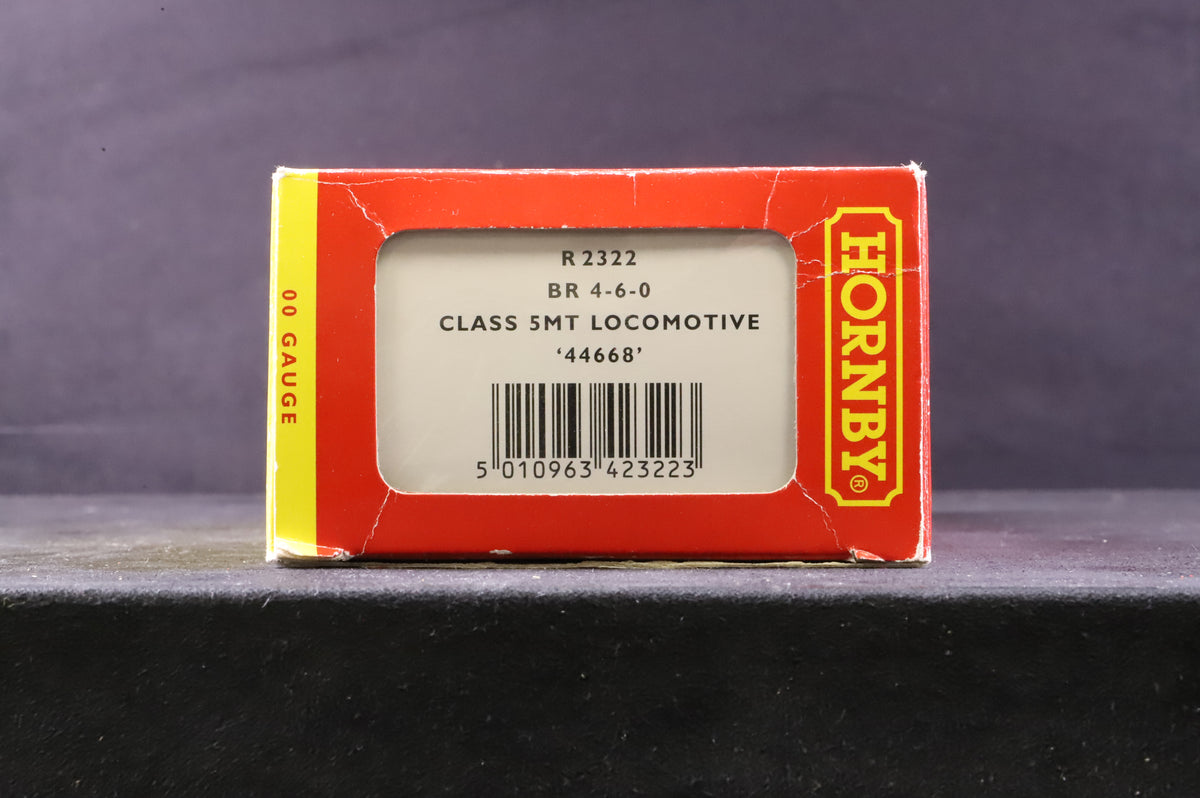 00 GAUGE
R 2322
BR 4-6-0
CLASS 5MT LOCOMOTIVE
‘44668’
5 010963 423223
HORNBY®